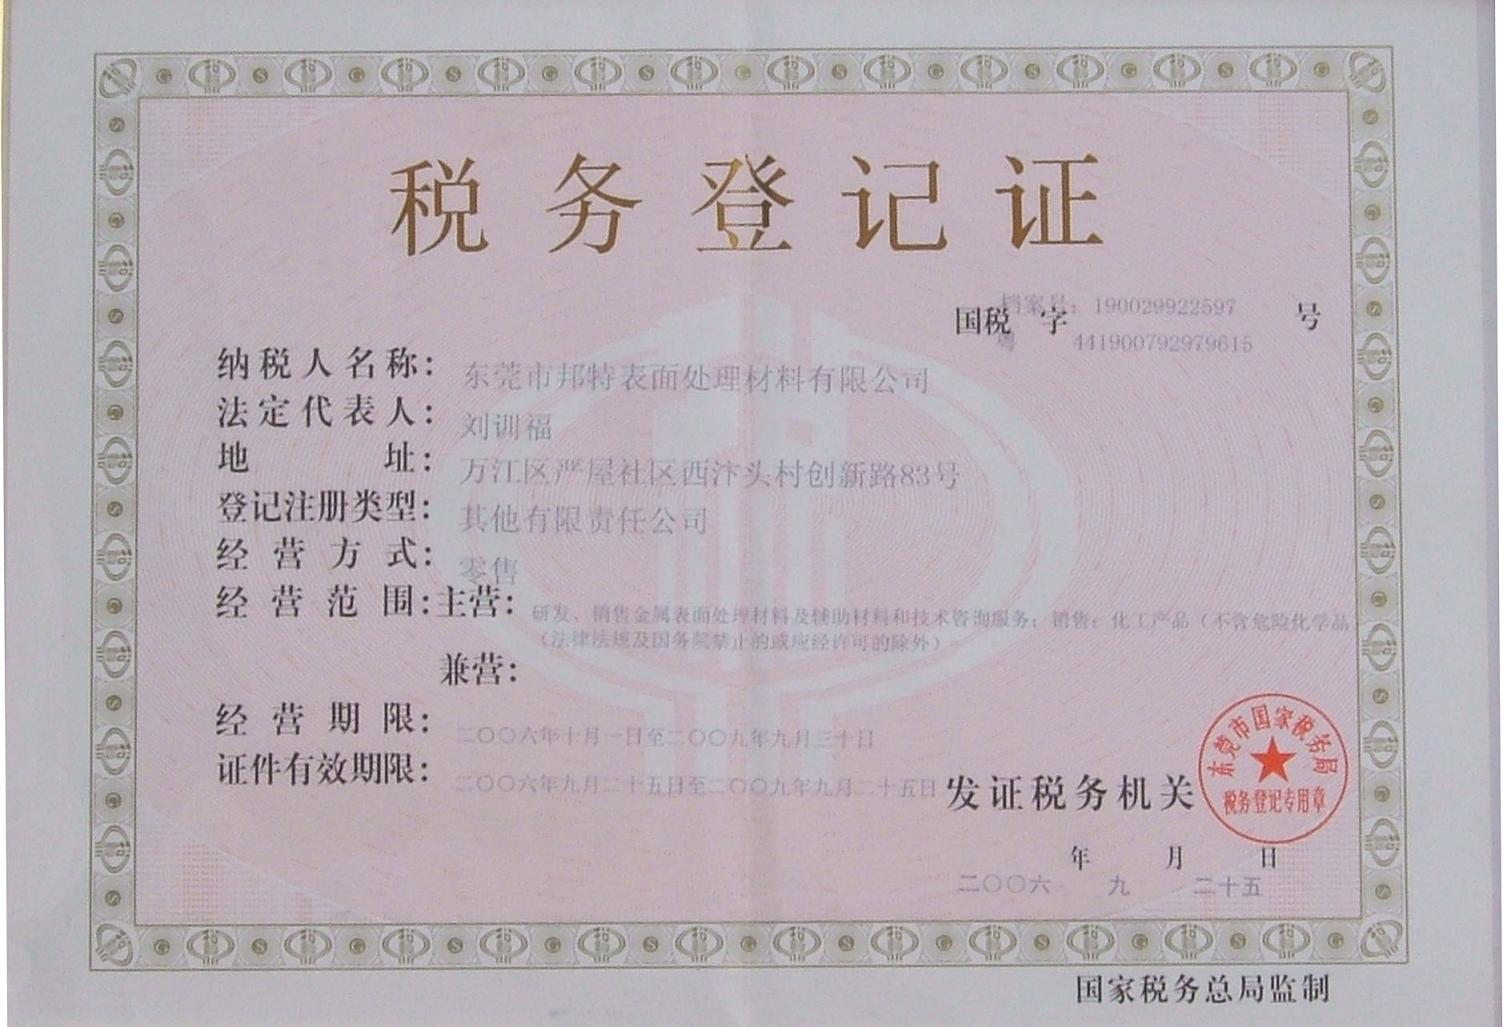 税务登记证
档案号：190029922597
国税 字 号
粤 441900792979615
纳税人名称：东莞市邦特表面处理材料有限公司
法定代表人：刘训福
地址：万江区严屋社区西汴头村创新路83号
登记注册类型：其他有限责任公司
经营方式：零售
经营范围：主营：研发、销售金属表面处理材料及辅助材料和技术咨询服务；销售：化工产品（不含危险化学品
（法律法规及国务院禁止的或应经许可的除外）
兼营：
经营期限：二〇〇六年十月一日至二〇〇九年九月三十日
证件有效期限：二〇〇六年九月二十五日至二〇〇九年九月二十五日
发证税务机关
东莞市国家税务局
税务登记专用章
年 月 日
二〇〇六 九 二十五
国家税务总局监制